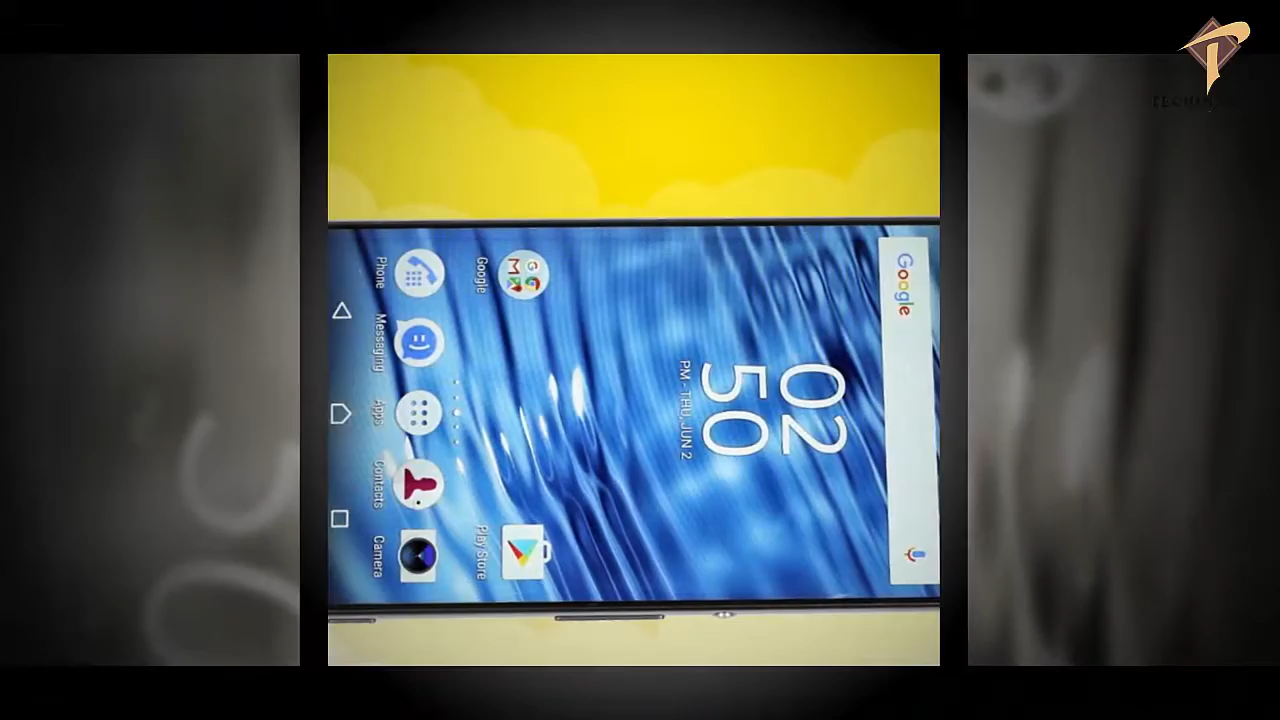 Google
02
50
PM - THU, JUN 2
Google
Play Store
Phone
Messaging
Apps
Contacts
Camera